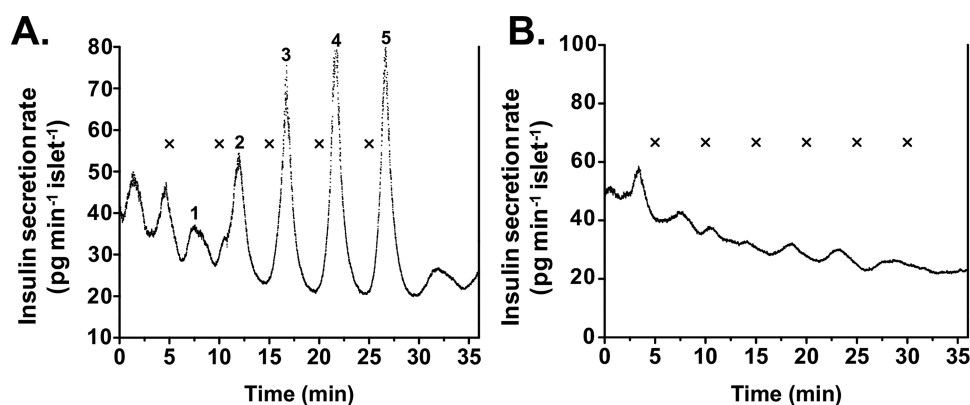 A.
B.
80
70
60
50
40
30
20
10
Insulin secretion rate
(pg min⁻¹ islet⁻¹)
1
2
3
4
5
× × × × ×
0 5 10 15 20 25 30 35
Time (min)
100
80
60
40
20
0
Insulin secretion rate
(pg min⁻¹ islet⁻¹)
× × × × × ×
0 5 10 15 20 25 30 35
Time (min)